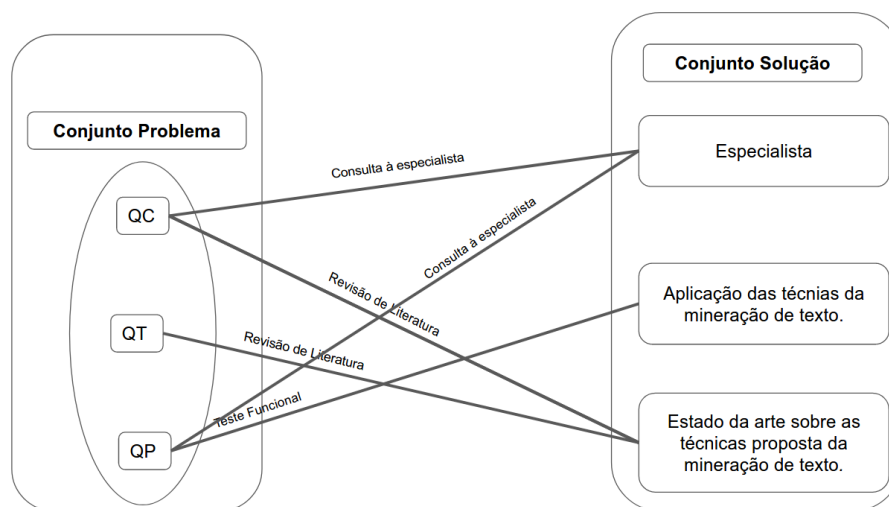 Conjunto Solução
Conjunto Problema
Especialista
Consulta à especialista
QC
Consulta à especialista
Revisão de Literatura
Aplicação das técnias da
mineração de texto.
QT
Revisão de Literatura
Teste Funcional
QP
Estado da arte sobre as
técnicas proposta da
mineração de texto.